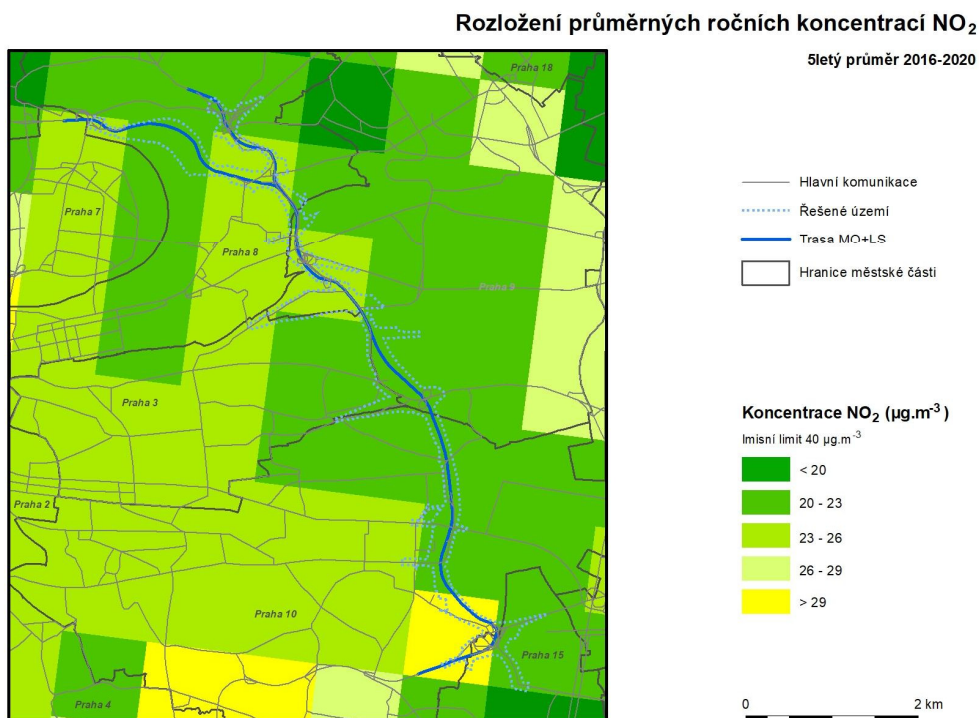 Rozložení průměrných ročních koncentrací NO₂
5letý průměr 2016-2020
Praha 18
Praha 7
Praha 8
Praha 9
Praha 3
Praha 2
Praha 10
Praha 15
Praha 4
Hlavní komunikace
Řešené území
Trasa MO+LS
Hranice městské části
Koncentrace NO₂ (µg.m⁻³)
Imisní limit 40 µg.m⁻³
< 20
20 - 23
23 - 26
26 - 29
> 29
0 2 km